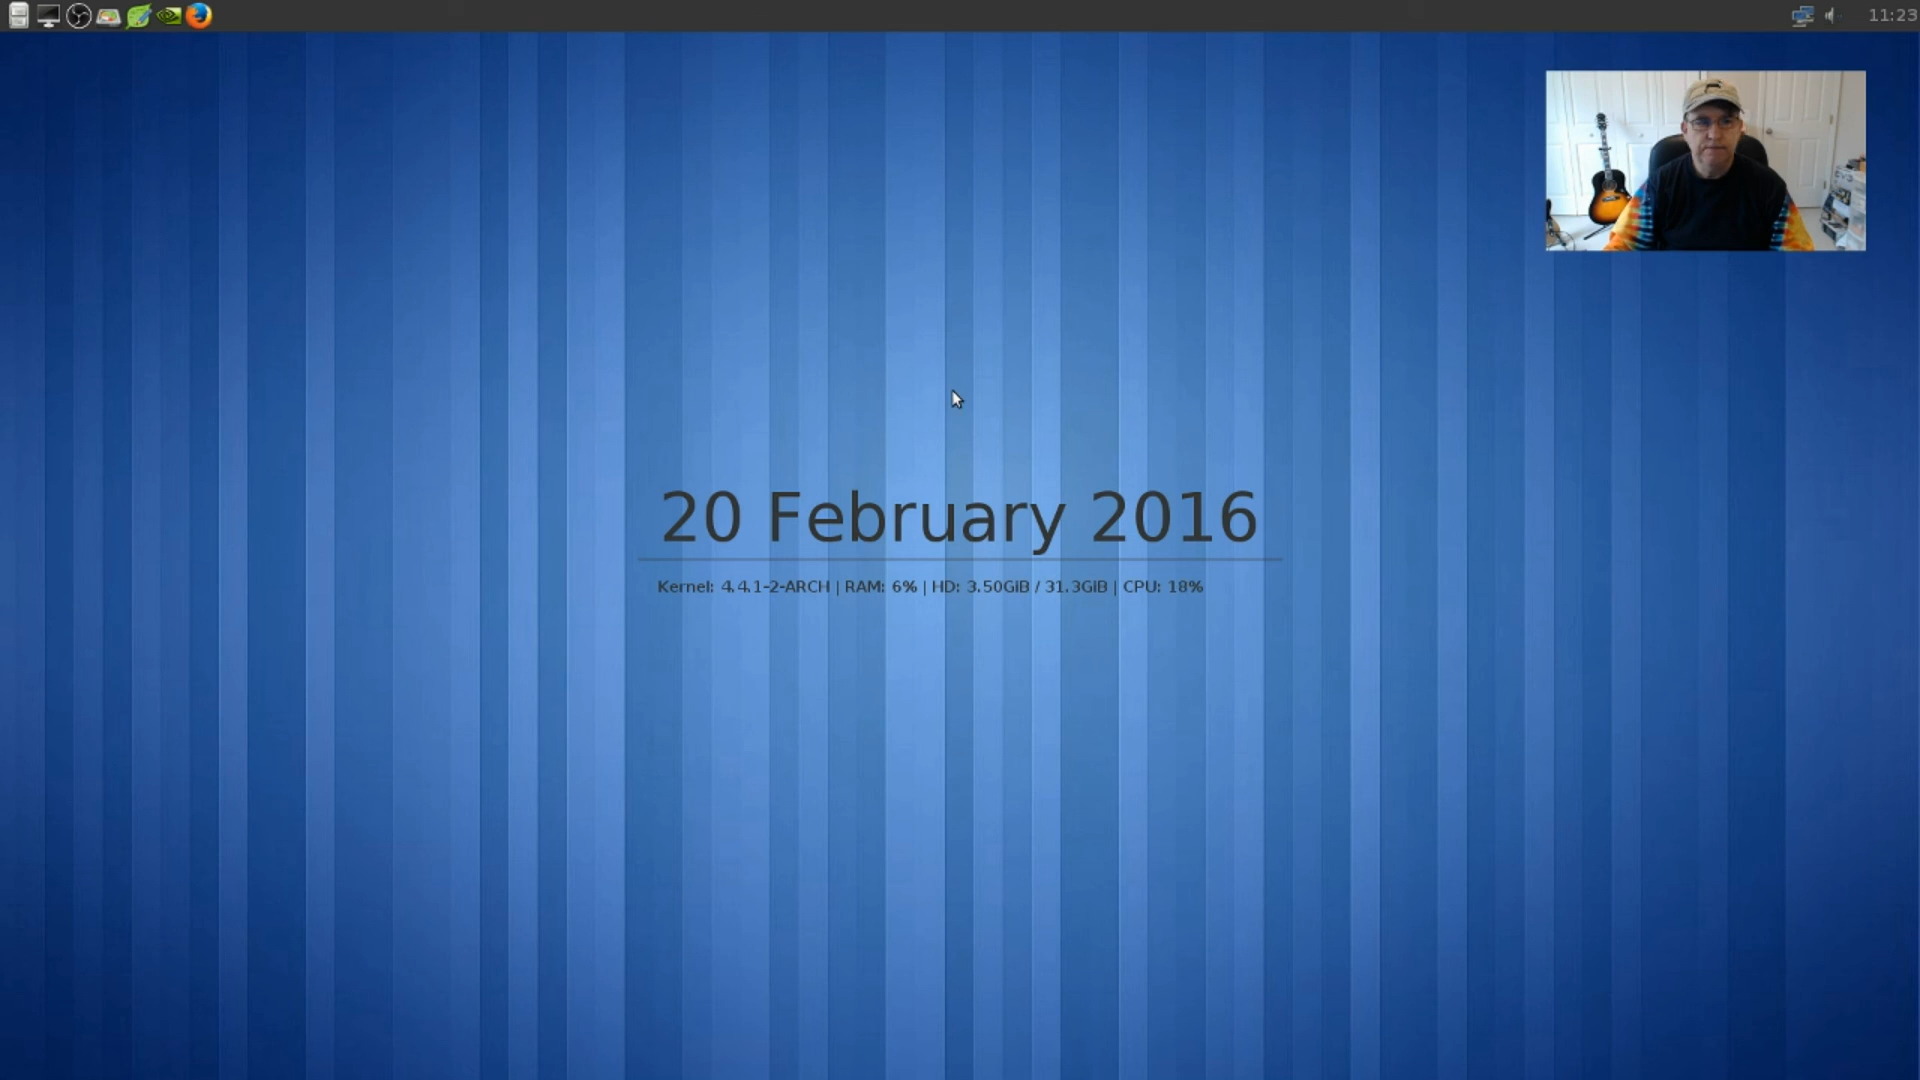 11:23
20 February 2016
Kernel: 4.4.1-2-ARCH | RAM: 6% | HD: 3.50GiB / 31.3GiB | CPU: 18%